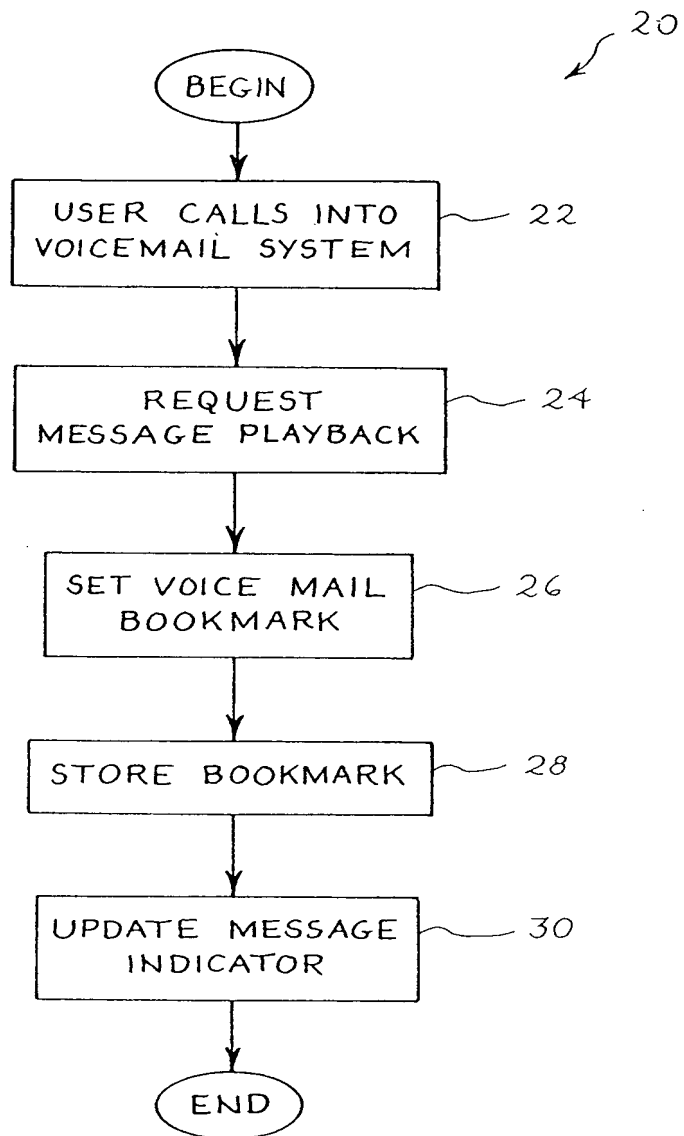 20
BEGIN
USER CALLS INTO
VOICEMAIL SYSTEM
22
REQUEST
MESSAGE PLAYBACK
24
SET VOICE MAIL
BOOKMARK
26
STORE BOOKMARK
28
UPDATE MESSAGE
INDICATOR
30
END